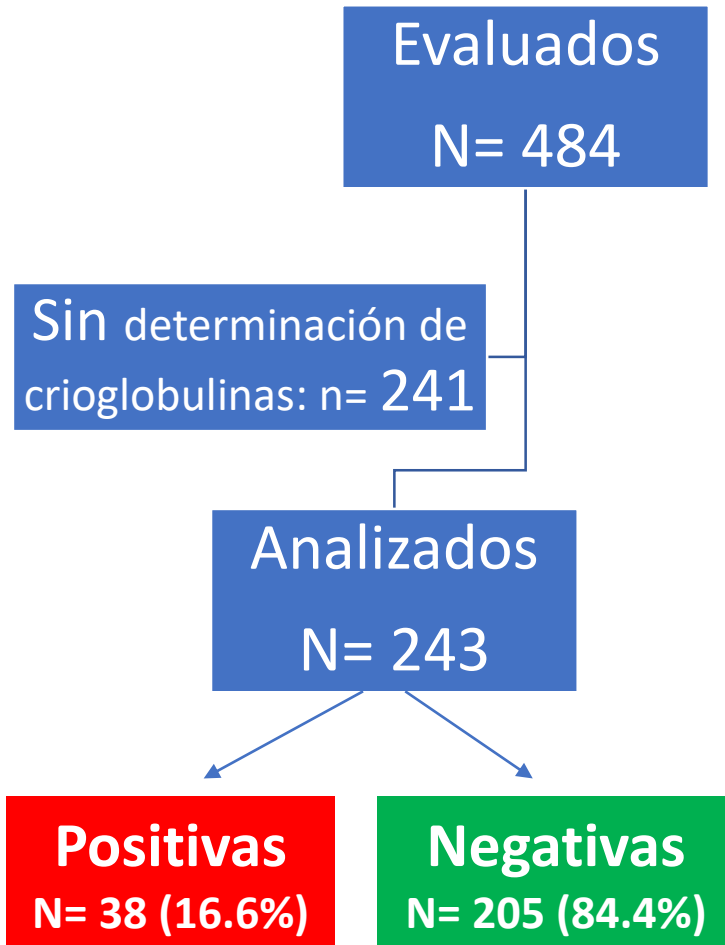 Evaluados
N= 484
Sin determinación de
crioglobulinas: n= 241
Analizados
N= 243
Positivas
N= 38 (16.6%)
Negativas
N= 205 (84.4%)